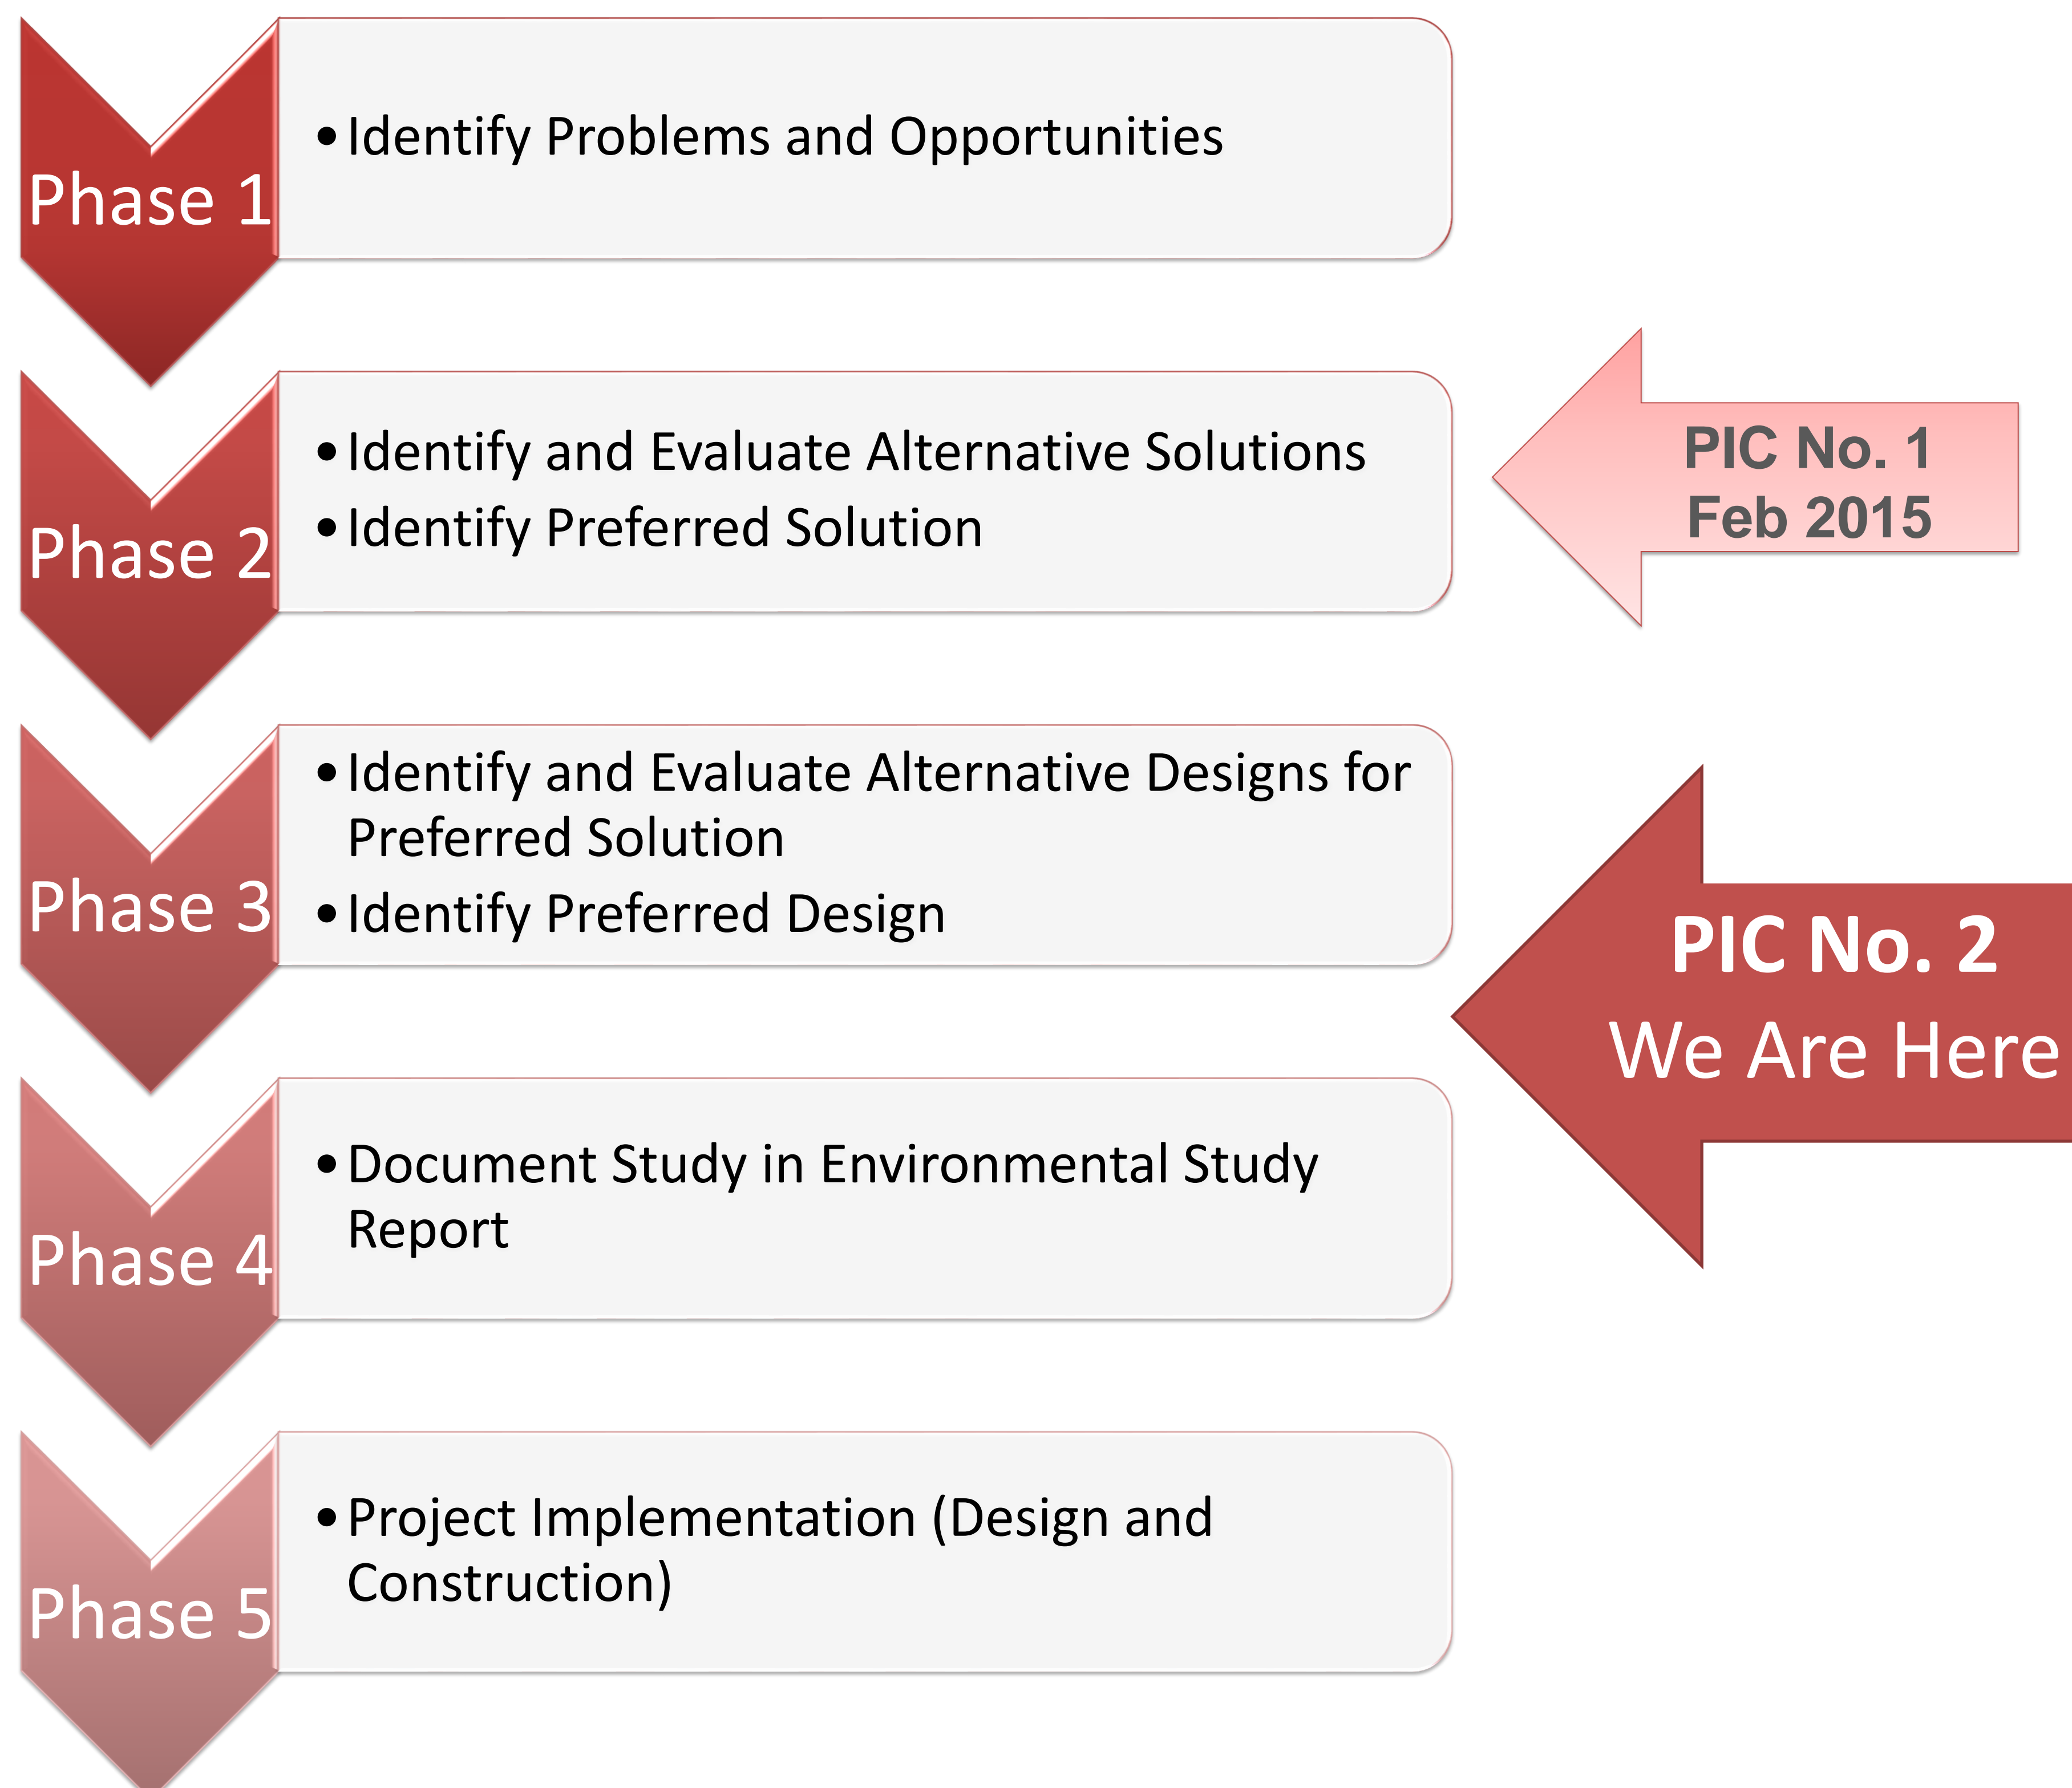 Phase 1
• Identify Problems and Opportunities
Phase 2
• Identify and Evaluate Alternative Solutions
• Identify Preferred Solution
PIC No. 1
Feb 2015
Phase 3
• Identify and Evaluate Alternative Designs for
Preferred Solution
• Identify Preferred Design
PIC No. 2
We Are Here
Phase 4
• Document Study in Environmental Study
Report
Phase 5
• Project Implementation (Design and
Construction)